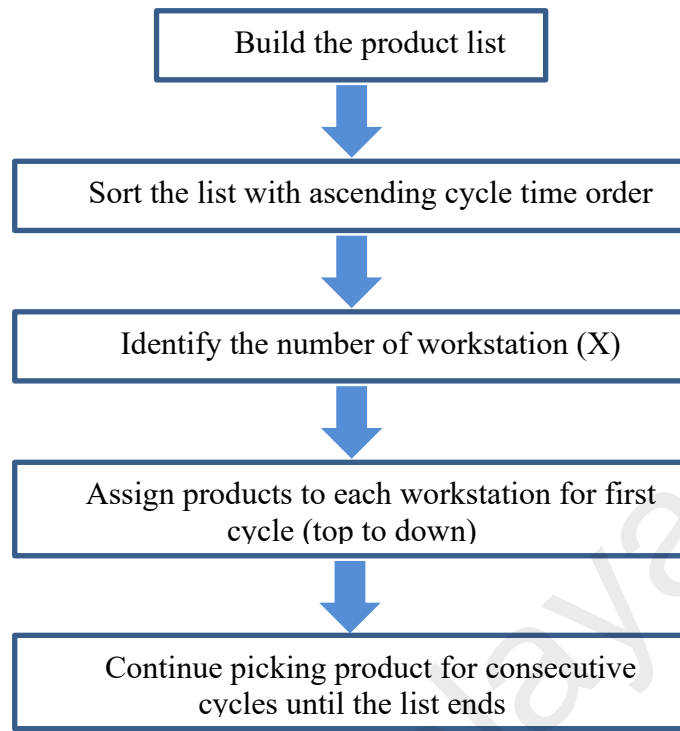 Build the product list
Sort the list with ascending cycle time order
Identify the number of workstation (X)
Assign products to each workstation for first
cycle (top to down)
Continue picking product for consecutive
cycles until the list ends
laya